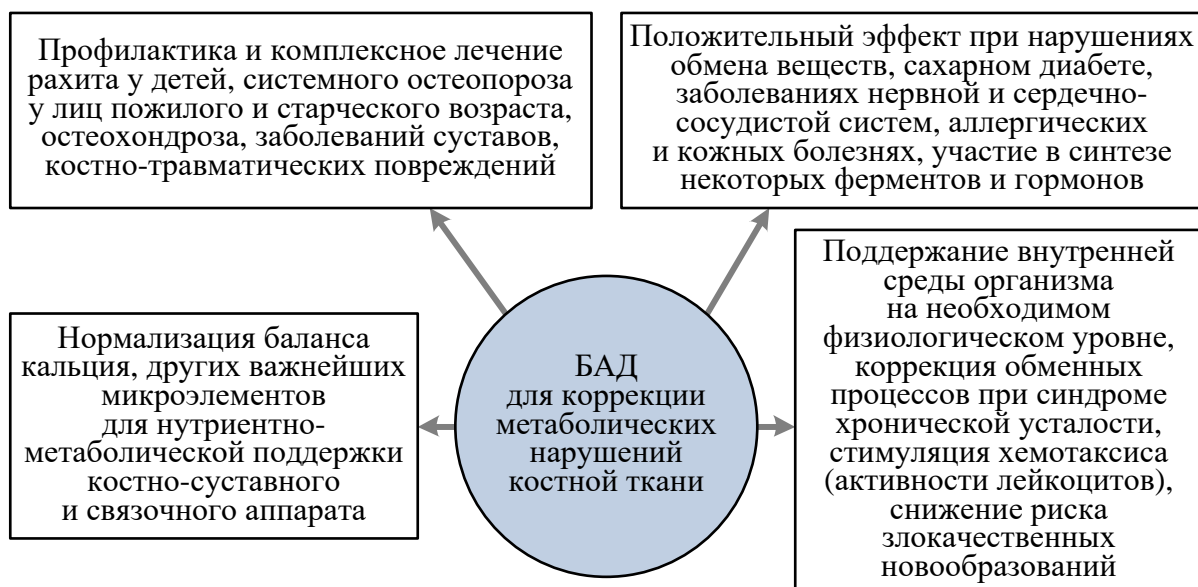 Профилактика и комплексное лечение
рахита у детей, системного остеопороза
у лиц пожилого и старческого возраста,
остеохондроза, заболеваний суставов,
костно-травматических повреждений
Положительный эффект при нарушениях
обмена веществ, сахарном диабете,
заболеваниях нервной и сердечно-
сосудистой систем, аллергических
и кожных болезнях, участие в синтезе
некоторых ферментов и гормонов
Нормализация баланса
кальция, других важнейших
микроэлементов
для нутриентно-
метаболической поддержки
костно-суставного
и связочного аппарата
БАД
для коррекции
метаболических
нарушений
костной ткани
Поддержание внутренней
среды организма
на необходимом
физиологическом уровне,
коррекция обменных
процессов при синдроме
хронической усталости,
стимуляция хемотаксиса
(активности лейкоцитов),
снижение риска
злокачественных
новообразований